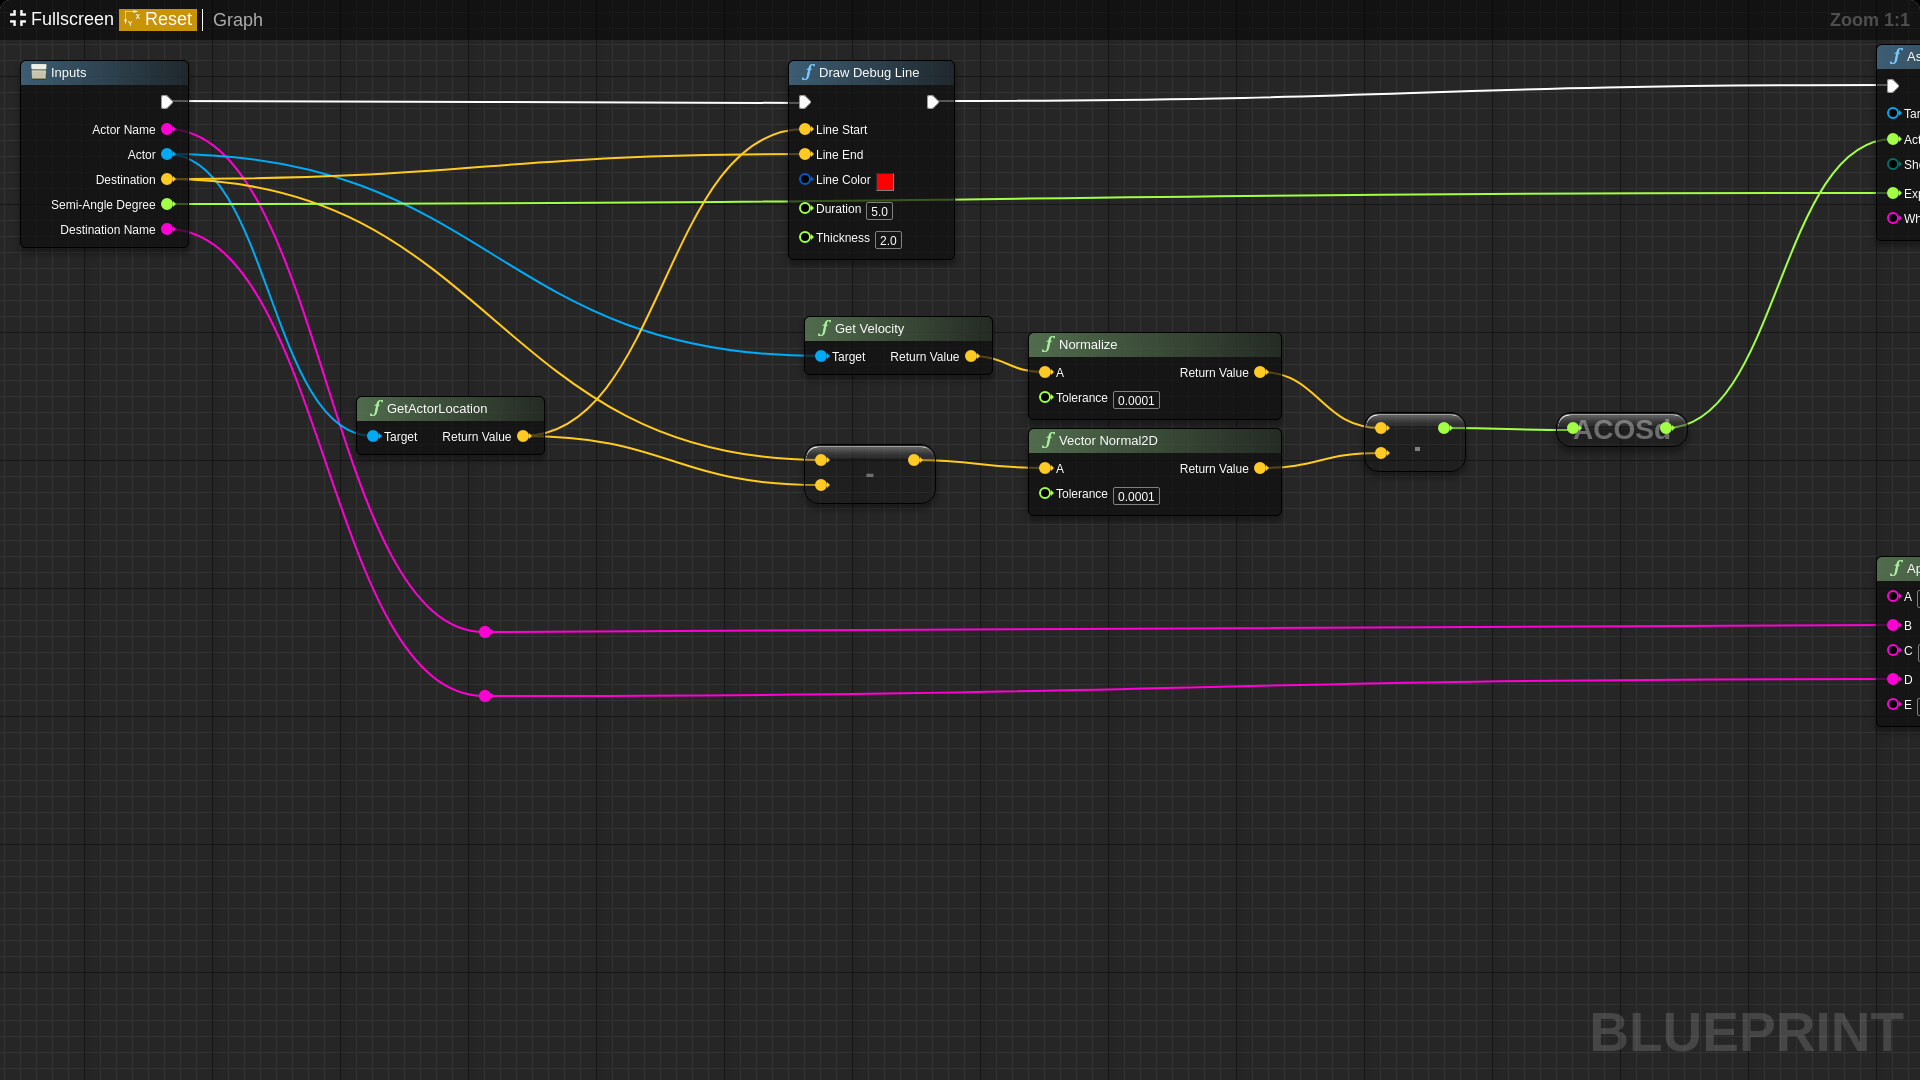 Fullscreen Reset Graph
Zoom 1:1
Inputs
Actor Name
Actor
Destination
Semi-Angle Degree
Destination Name
Draw Debug Line
Line Start
Line End
Line Color
Duration 5.0
Thickness 2.0
As
Tar
Act
Sho
Exp
Wh
Get Velocity
Target Return Value
Normalize
A Return Value
Tolerance 0.0001
GetActorLocation
Target Return Value
-
Vector Normal2D
A Return Value
Tolerance 0.0001
.
ACOSd
Ap
A
B
C
D
E
BLUEPRINT